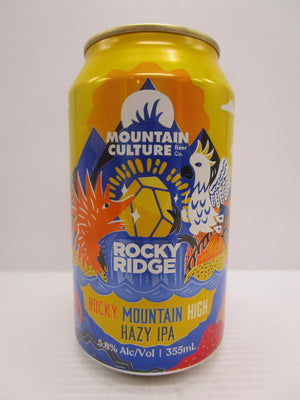 MOUNTAIN
CULTURE Beer Co.
ROCKY
RIDGE
ROCKY MOUNTAIN HIGH
HAZY IPA
5.8% Alc/Vol | 355mL